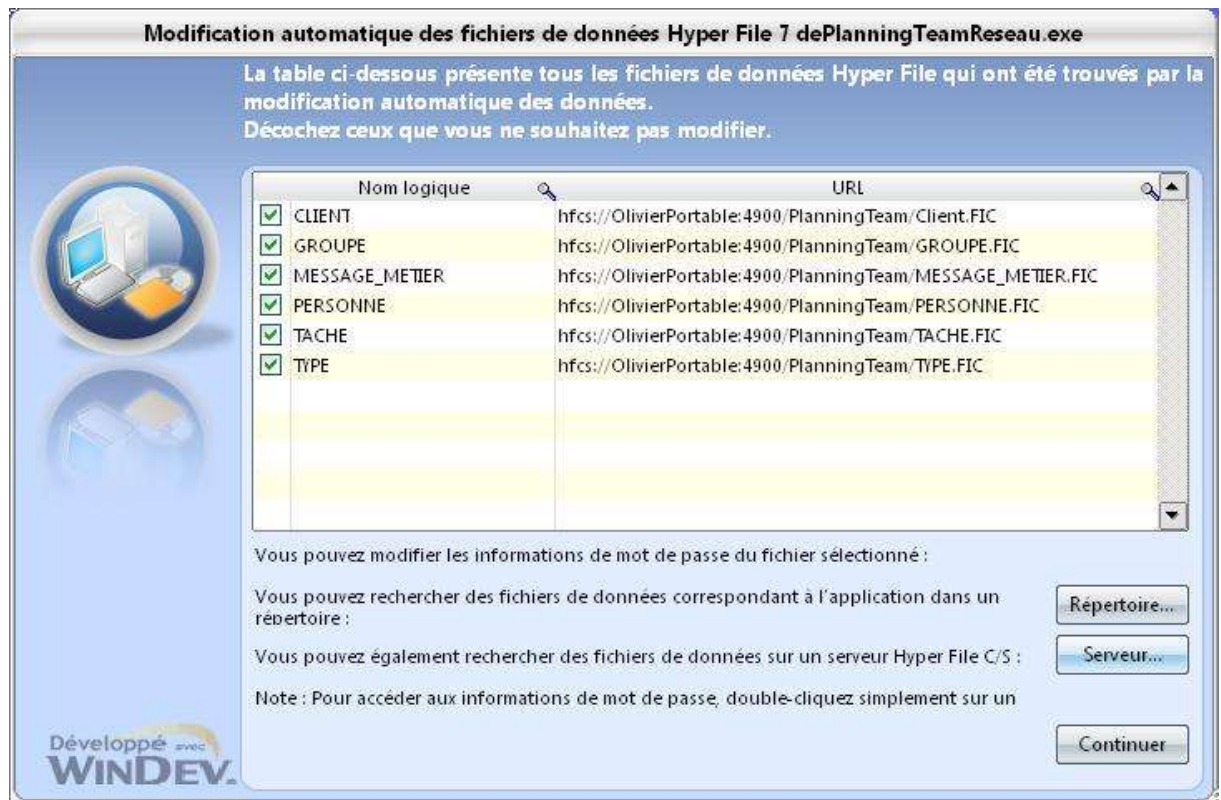 Modification automatique des fichiers de données Hyper File 7 dePlanningTeamReseau.exe
La table ci-dessous présente tous les fichiers de données Hyper File qui ont été trouvés par la
modification automatique des données.
Décochez ceux que vous ne souhaitez pas modifier.
Nom logique URL
CLIENT hfcs://OlivierPortable:4900/PlanningTeam/Client.FIC
GROUPE hfcs://OlivierPortable:4900/PlanningTeam/GROUPE.FIC
MESSAGE_METIER hfcs://OlivierPortable:4900/PlanningTeam/MESSAGE_METIER.FIC
PERSONNE hfcs://OlivierPortable:4900/PlanningTeam/PERSONNE.FIC
TACHE hfcs://OlivierPortable:4900/PlanningTeam/TACHE.FIC
TYPE hfcs://OlivierPortable:4900/PlanningTeam/TYPE.FIC
Vous pouvez modifier les informations de mot de passe du fichier sélectionné :
Vous pouvez rechercher des fichiers de données correspondant à l'application dans un
répertoire :
Répertoire...
Vous pouvez également rechercher des fichiers de données sur un serveur Hyper File C/S :
Serveur...
Note : Pour accéder aux informations de mot de passe, double-cliquez simplement sur un
Continuer
Développé avec
WINDEV